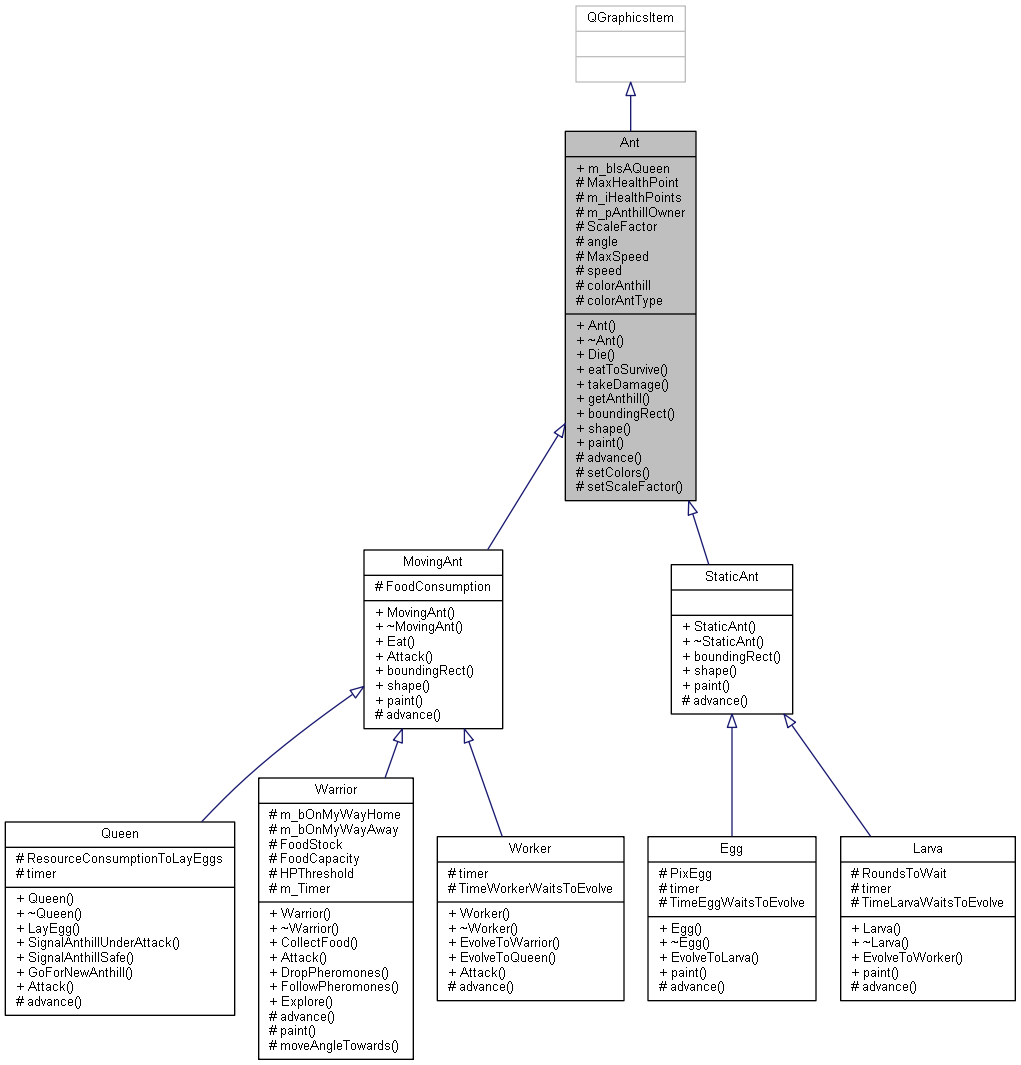 QGraphicsItem
Ant
+ m_bIsAQueen
# MaxHealthPoint
# m_iHealthPoints
# m_pAnthillOwner
# ScaleFactor
# angle
# MaxSpeed
# speed
# colorAnthill
# colorAntType
+ Ant()
+ ~Ant()
+ Die()
+ eatToSurvive()
+ takeDamage()
+ getAnthill()
+ boundingRect()
+ shape()
+ paint()
# advance()
# setColors()
# setScaleFactor()
MovingAnt
# FoodConsumption
+ MovingAnt()
+ ~MovingAnt()
+ Eat()
+ Attack()
+ boundingRect()
+ shape()
+ paint()
# advance()
StaticAnt
+ StaticAnt()
+ ~StaticAnt()
+ boundingRect()
+ shape()
+ paint()
# advance()
Queen
# ResourceConsumptionToLayEggs
# timer
+ Queen()
+ ~Queen()
+ LayEgg()
+ SignalAnthillUnderAttack()
+ SignalAnthillSafe()
+ GoForNewAnthill()
+ Attack()
# advance()
Warrior
# m_bOnMyWayHome
# m_bOnMyWayAway
# FoodStock
# FoodCapacity
# HPThreshold
# m_Timer
+ Warrior()
+ ~Warrior()
+ CollectFood()
+ Attack()
+ DropPheromones()
+ FollowPheromones()
+ Explore()
# advance()
# paint()
# moveAngleTowards()
Worker
# timer
# TimeWorkerWaitsToEvolve
+ Worker()
+ ~Worker()
+ EvolveToWarrior()
+ EvolveToQueen()
+ Attack()
# advance()
Egg
# PixEgg
# timer
# TimeEggWaitsToEvolve
+ Egg()
+ ~Egg()
+ EvolveToLarva()
+ paint()
# advance()
Larva
# RoundsToWait
# timer
# TimeLarvaWaitsToEvolve
+ Larva()
+ ~Larva()
+ EvolveToWorker()
+ paint()
# advance()